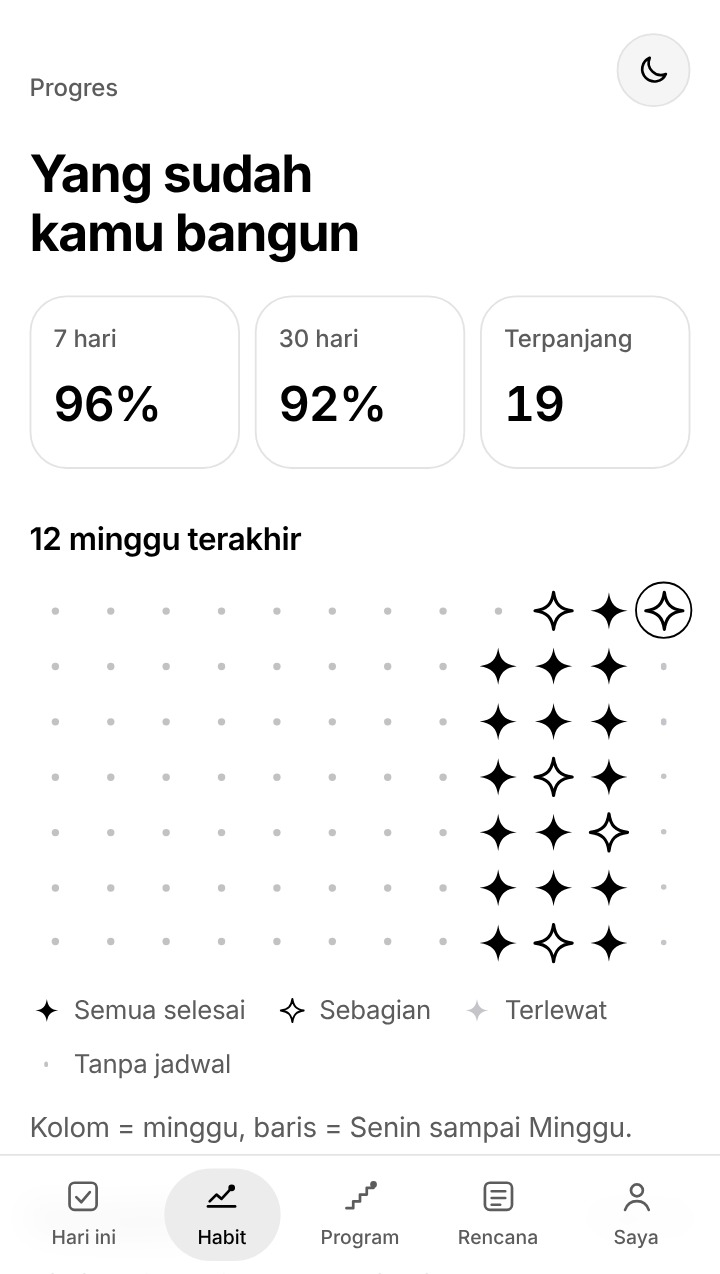 Progres
Yang sudah
kamu bangun
7 hari
30 hari
Terpanjang
96%
92%
19
12 minggu terakhir
Semua selesai
Sebagian
Terlewat
Tanpa jadwal
Kolom = minggu, baris = Senin sampai Minggu.
Hari ini
Habit
Program
Rencana
Saya